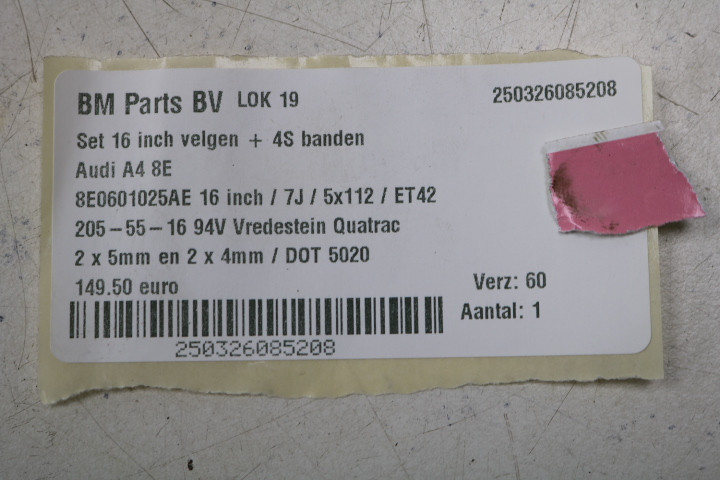 BM Parts BV LOK 19 250326085208
Set 16 inch velgen + 4S banden
Audi A4 8E
8E0601025AE 16 inch / 7J / 5x112 / ET42
205-55-16 94V Vredestein Quatrac
2 x 5mm en 2 x 4mm / DOT 5020
149.50 euro Verz: 60
Aantal: 1
250326085208